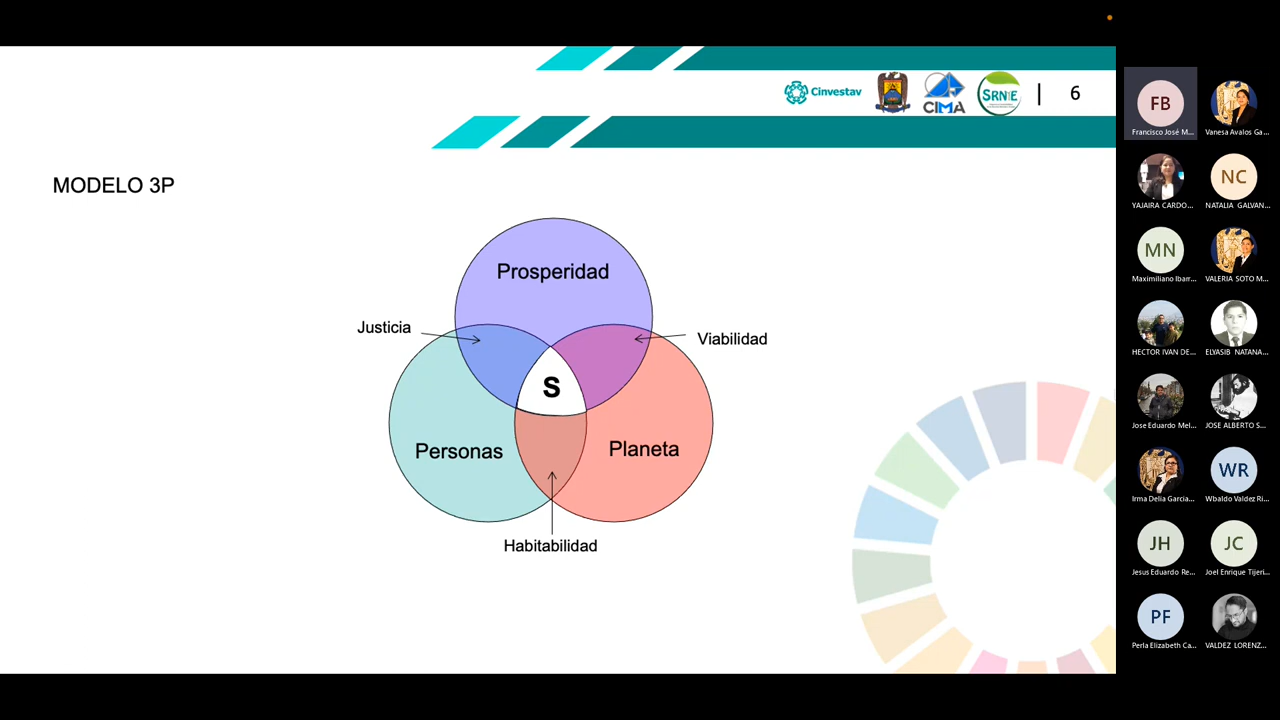 Cinvestav
CIMA
SRNyE
6
MODELO 3P
Prosperidad
Justicia
Viabilidad
S
Personas
Planeta
Habitabilidad
FB
Francisco José M...
Vanesa Avalos Ga...
YAJAIRA CARDO...
NC
NATALIA GALVAN...
MN
Maximiliano Ibarr...
VALERIA SOTO M...
HECTOR IVAN DE...
ELYASIB NATANA...
Jose Eduardo Mel...
JOSE ALBERTO S...
Irma Delia Garcia...
WR
Wbaldo Valdez Ri...
JH
Jesus Eduardo Re...
JC
Joel Enrique Tijeri...
PF
Perla Elizabeth Ca...
VALDEZ LORENZ...